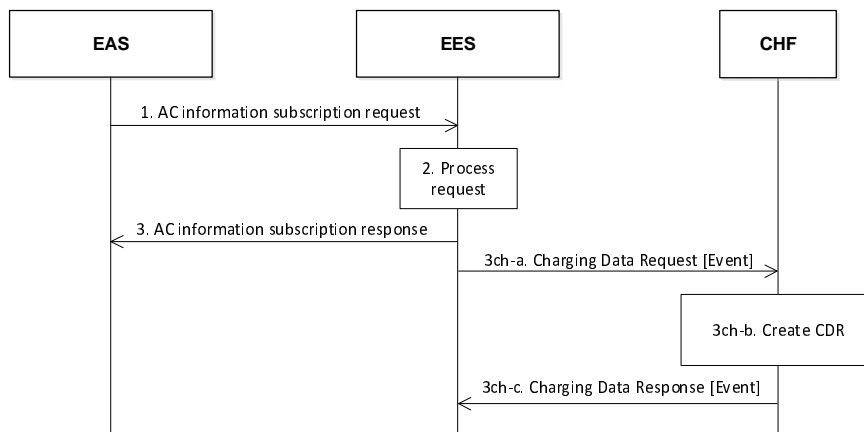 EAS
EES
CHF
1. AC information subscription request
2. Process
request
3. AC information subscription response
3ch-a. Charging Data Request [Event]
3ch-b. Create CDR
3ch-c. Charging Data Response [Event]